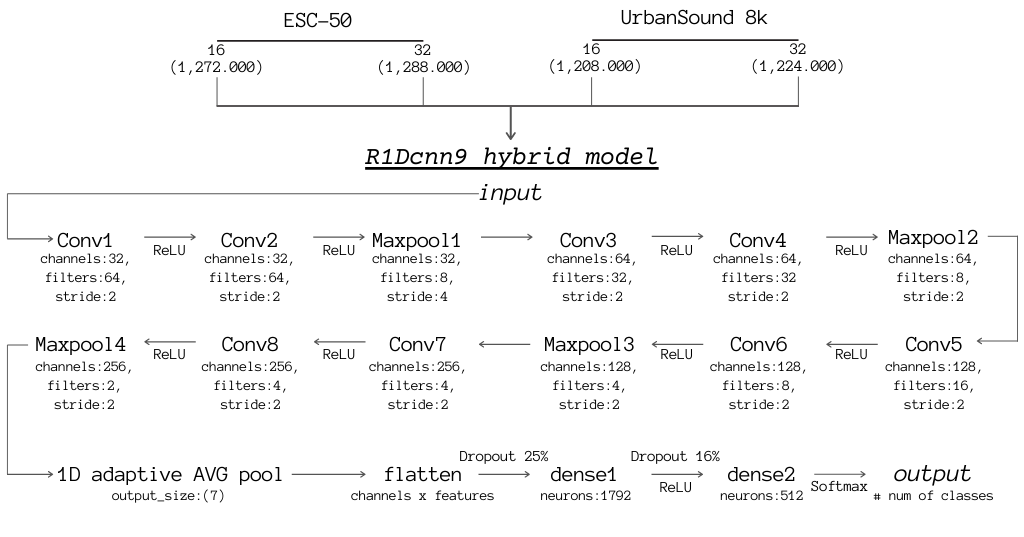 ESC-50
UrbanSound 8k
16
32
16
32
(1,272.000)
(1,288.000)
(1,208.000)
(1,224.000)
R1Dcnn9 hybrid model
input
Conv1
channels:32,
filters:64,
stride:2
ReLU
Conv2
channels:32,
filters:64,
stride:2
ReLU
Maxpool1
channels:32,
filters:8,
stride:4
Conv3
channels:64,
filters:32,
stride:2
ReLU
Conv4
channels:64,
filters:32
stride:2
ReLU
Maxpool2
channels:64,
filters:8,
stride:2
Conv5
channels:128,
filters:16,
stride:2
ReLU
Conv6
channels:128,
filters:8,
stride:2
ReLU
Maxpool3
channels:128,
filters:4,
stride:2
Conv7
channels:256,
filters:4,
stride:2
ReLU
Conv8
channels:256,
filters:4,
stride:2
ReLU
Maxpool4
channels:256,
filters:2,
stride:2
1D adaptive AVG pool
output_size:(7)
flatten
channels x features
Dropout 25%
dense1
neurons:1792
Dropout 16%
ReLU
dense2
neurons:512
Softmax
output
# num of classes